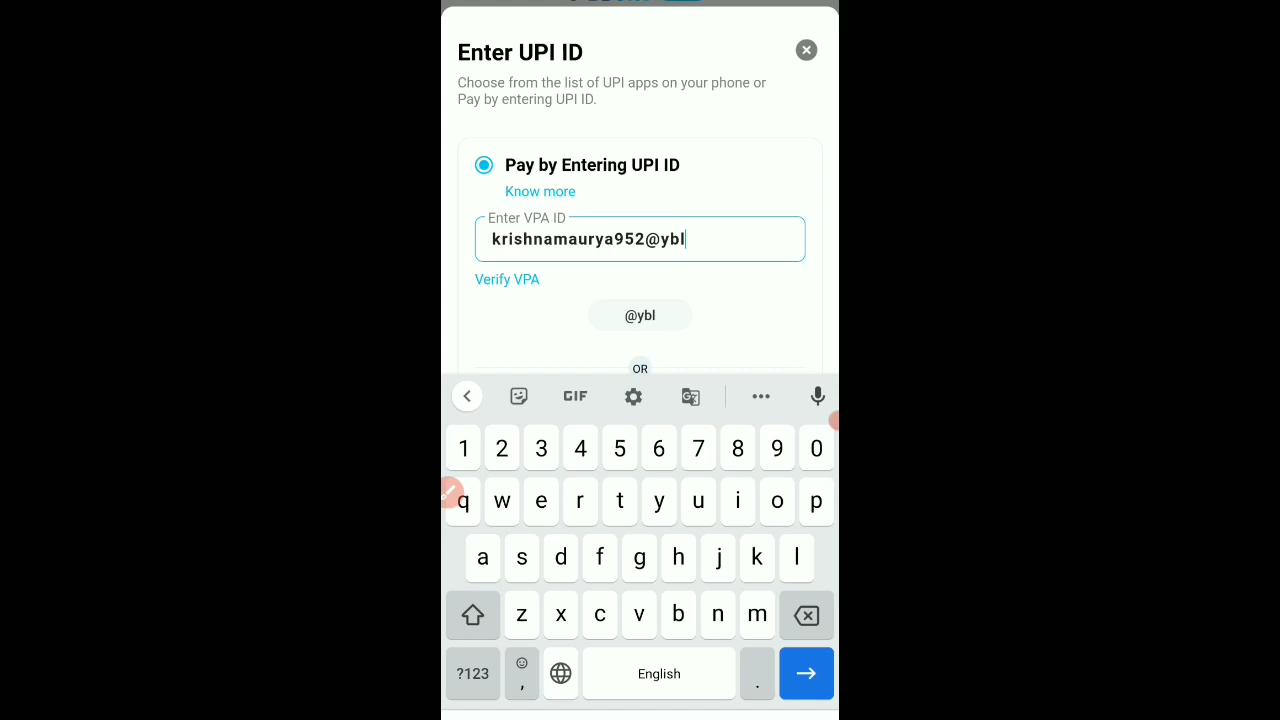 Enter UPI ID
Choose from the list of UPI apps on your phone or
Pay by entering UPI ID.
Pay by Entering UPI ID
Know more
Enter VPA ID
krishnamaurya952@ybl
Verify VPA
@ybl
OR
GIF
1 2 3 4 5 6 7 8 9 0
q w e r t y u i o p
a s d f g h j k l
z x c v b n m
?123 , English .